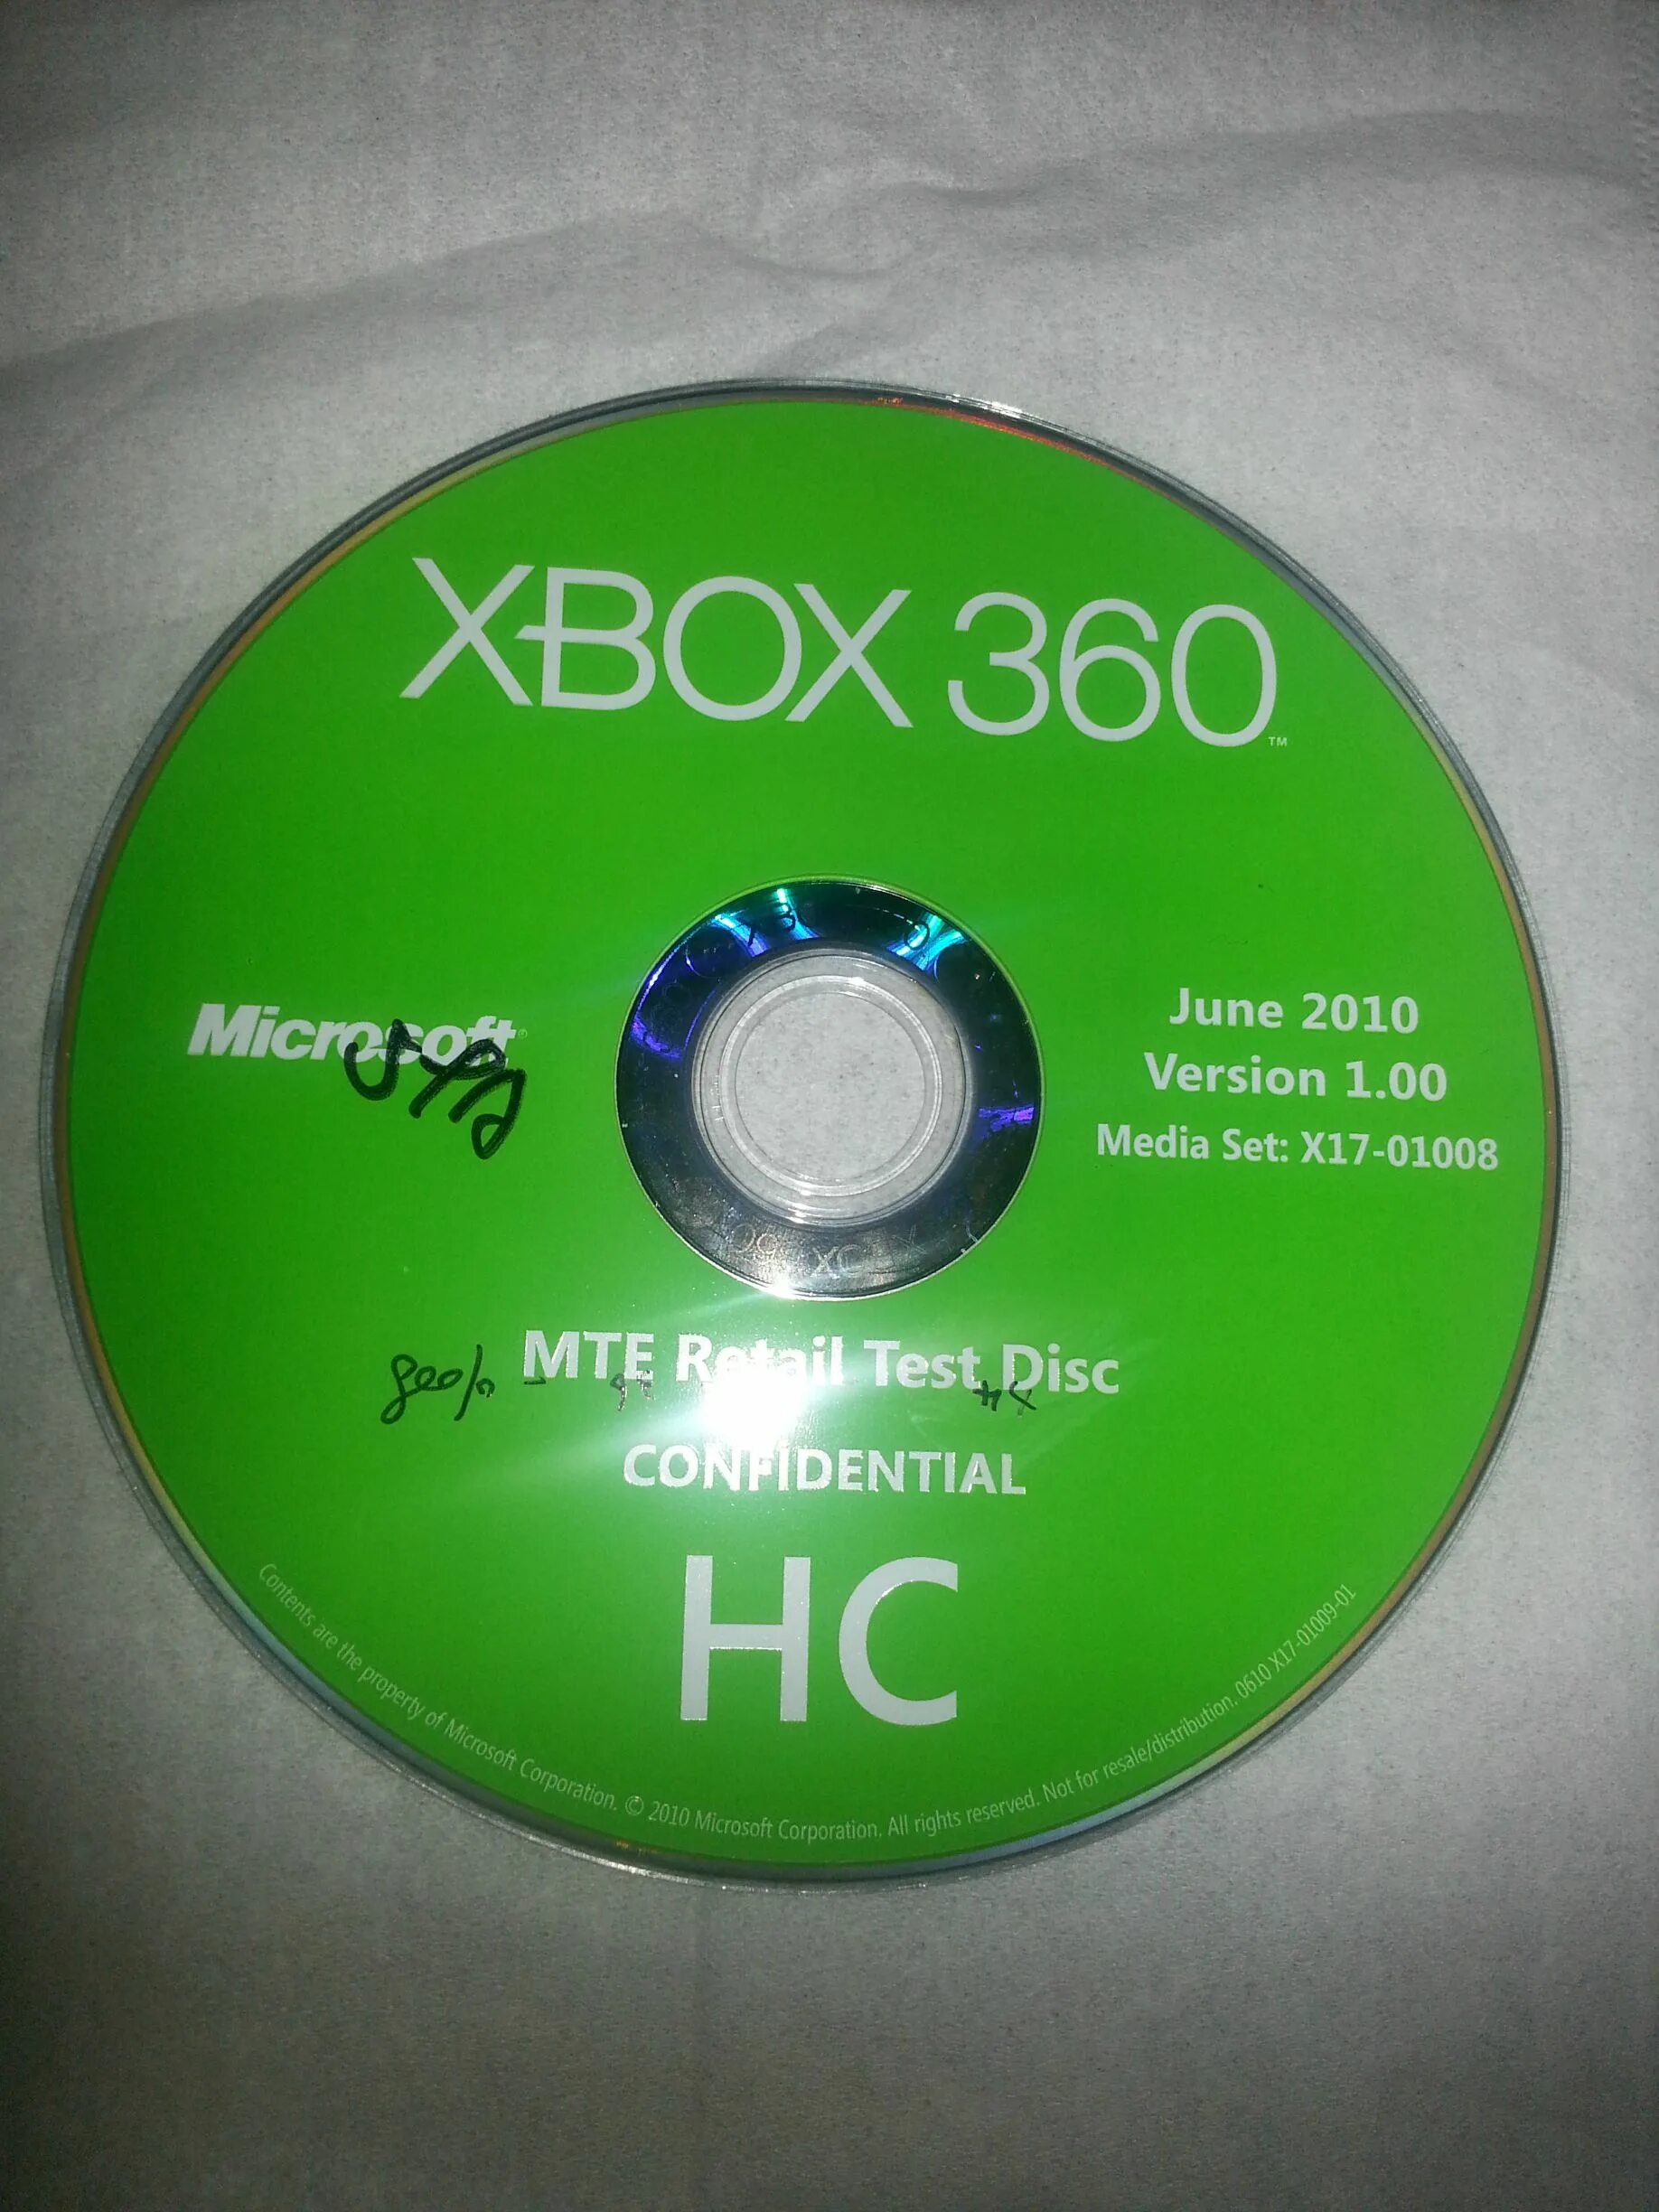 XBOX 360™
Microsoft®
June 2010
Version 1.00
Media Set: X17-01008
MTE Retail Test Disc
CONFIDENTIAL
HC
Contents are the property of Microsoft Corporation. © 2010 Microsoft Corporation. All rights reserved. Not for resale/distribution. 0610 X17-01009-01